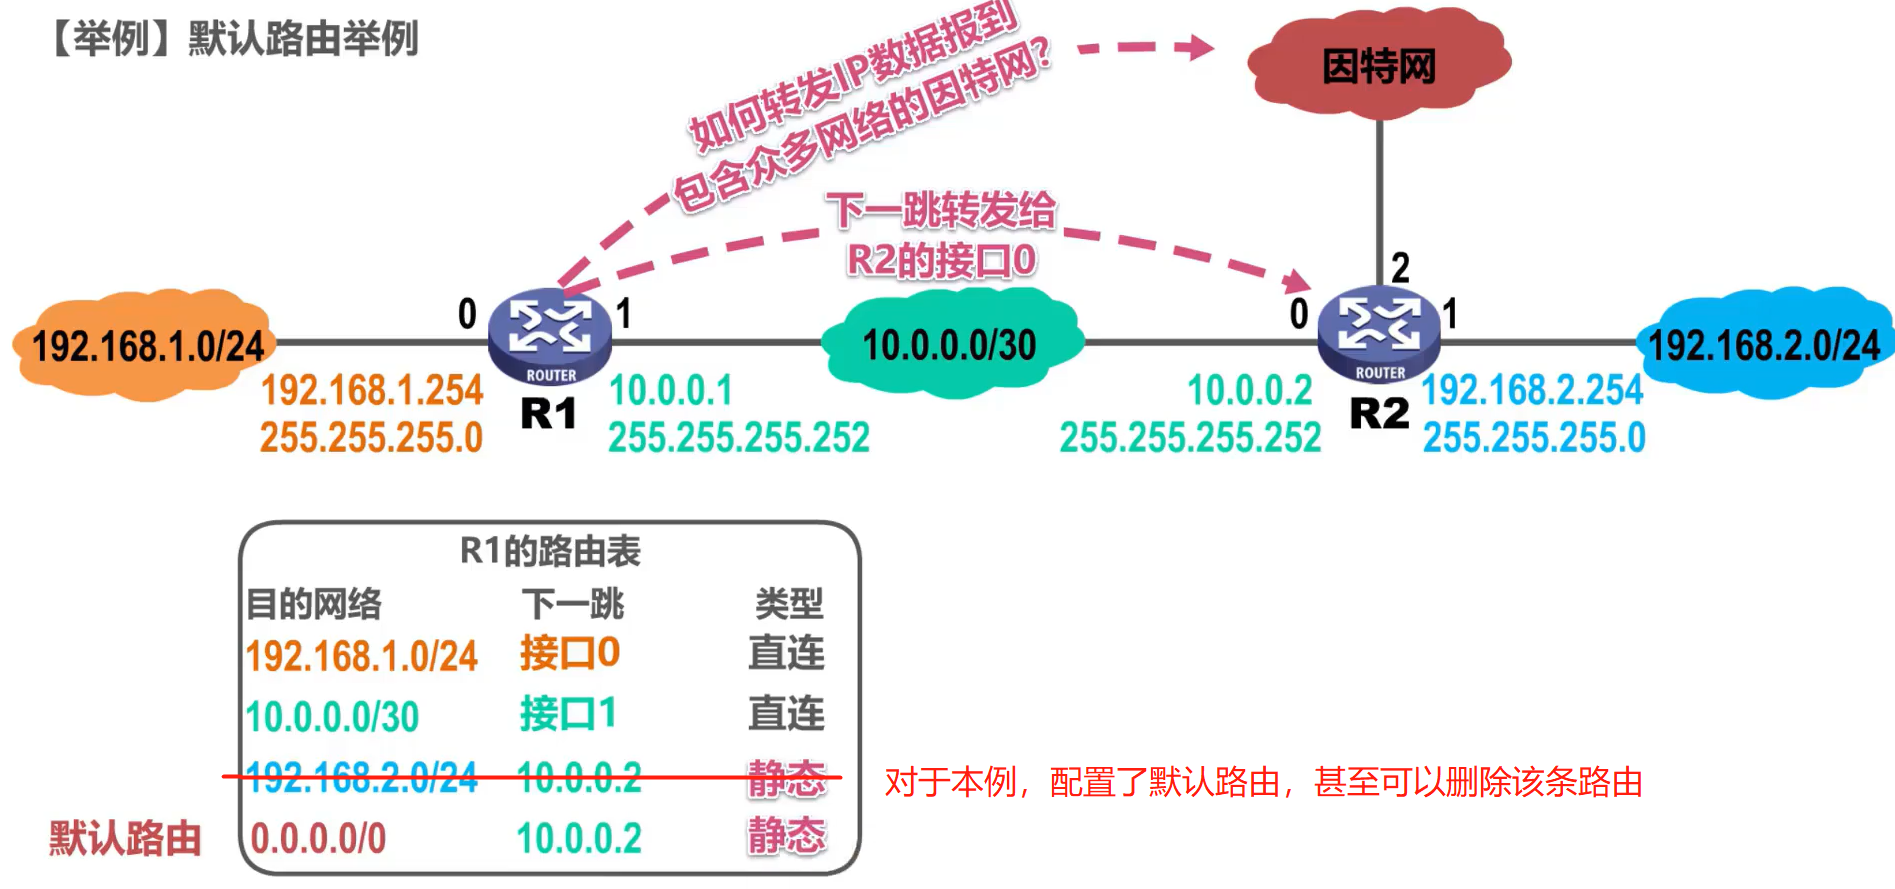 【举例】默认路由举例
如何转发IP数据报到
包含众多网络的因特网？
因特网
下一跳转发给
R2的接口0
2
0
1
0
1
192.168.1.0/24
10.0.0.0/30
192.168.2.0/24
ROUTER
ROUTER
R1
R2
192.168.1.254
255.255.255.0
10.0.0.1
255.255.255.252
10.0.0.2
255.255.255.252
192.168.2.254
255.255.255.0
R1的路由表
目的网络 下一跳 类型
192.168.1.0/24 接口0 直连
10.0.0.0/30 接口1 直连
192.168.2.0/24 10.0.0.2 静态
对于本例，配置了默认路由，甚至可以删除该条路由
默认路由 0.0.0.0/0 10.0.0.2 静态